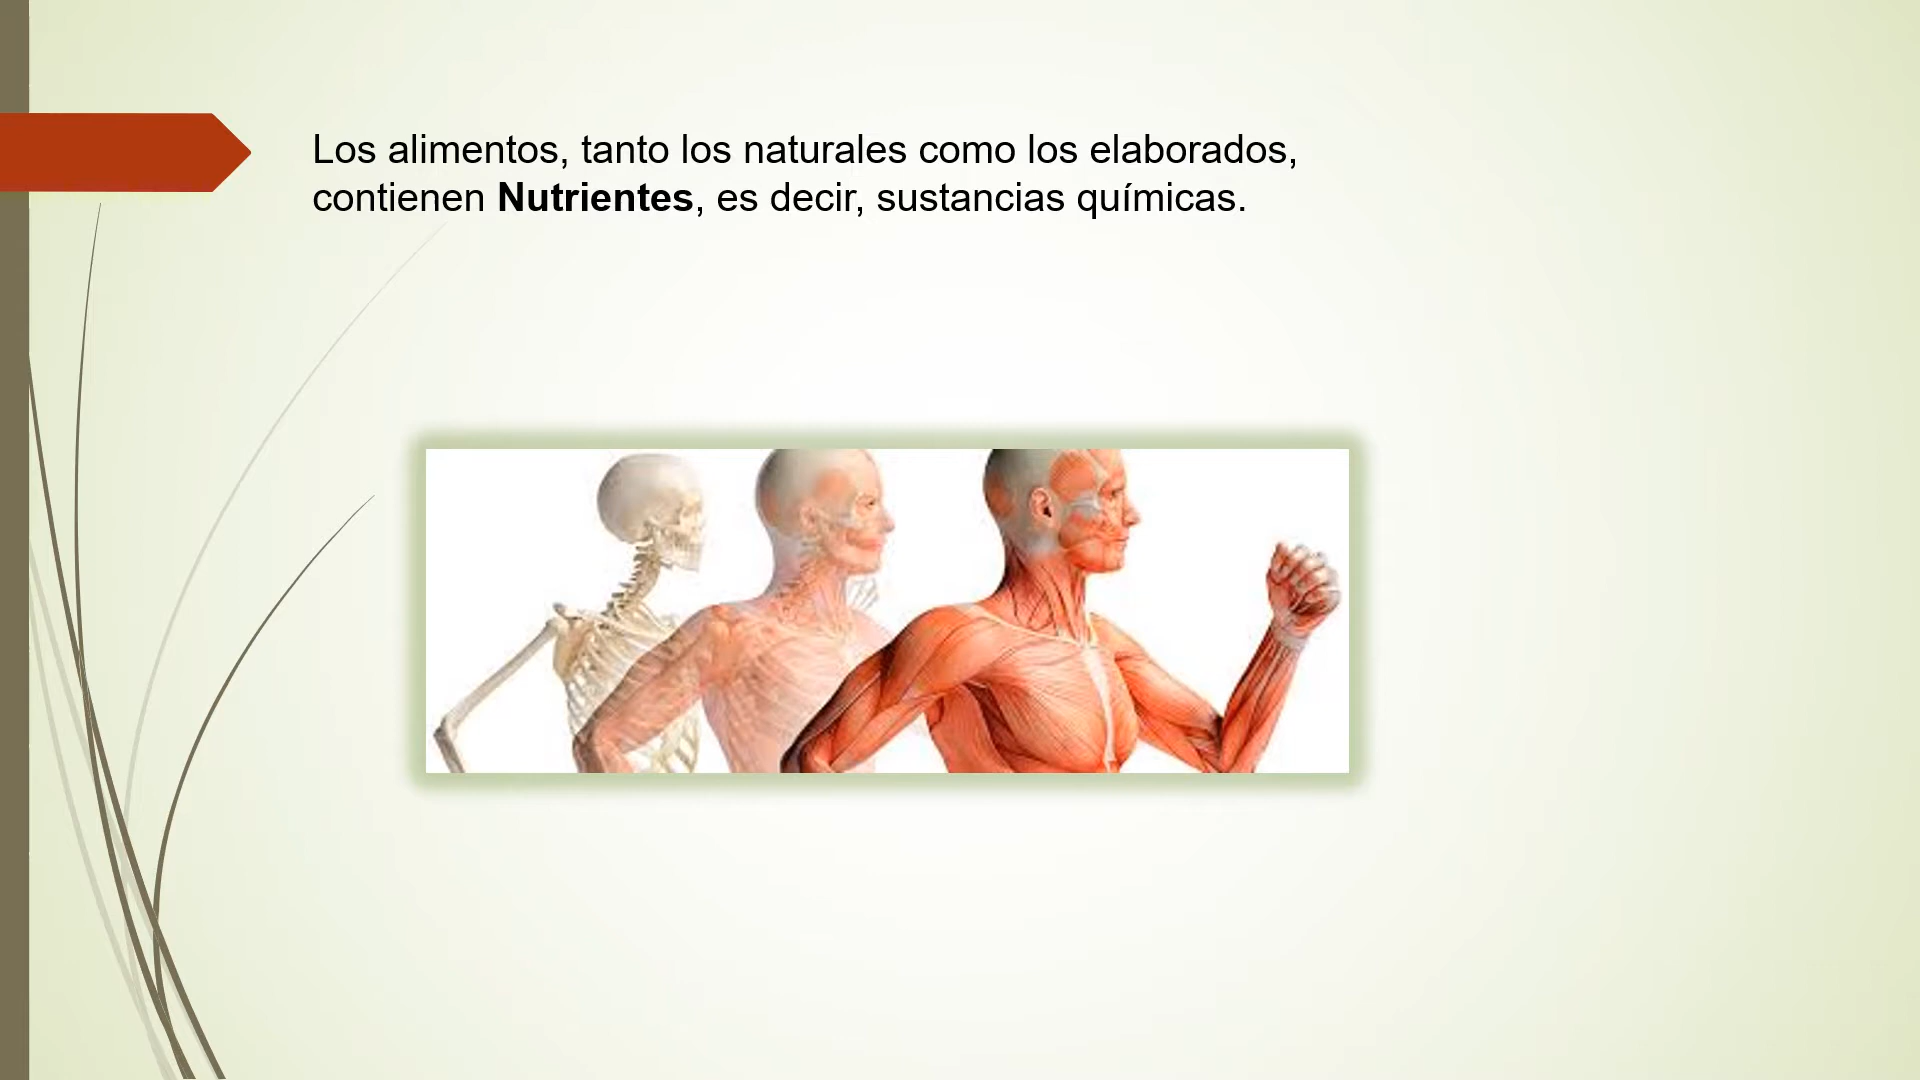 Los alimentos, tanto los naturales como los elaborados,
contienen Nutrientes, es decir, sustancias químicas.